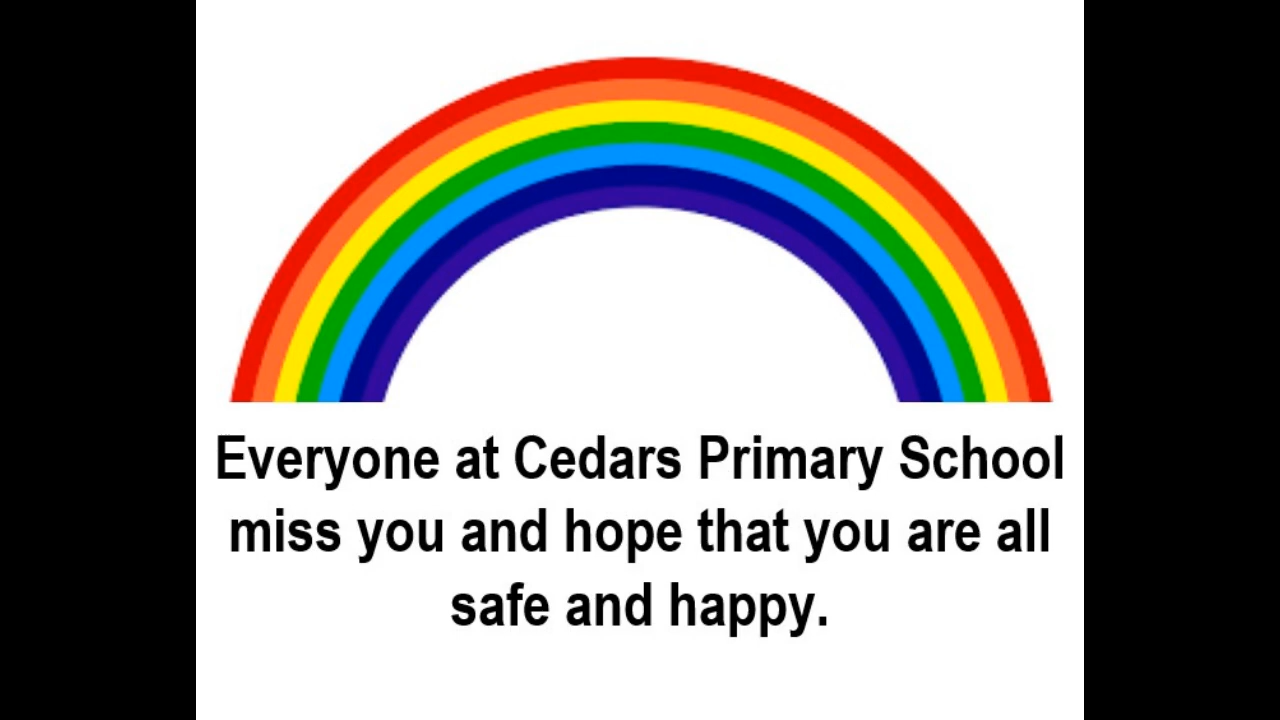 Everyone at Cedars Primary School
miss you and hope that you are all
safe and happy.